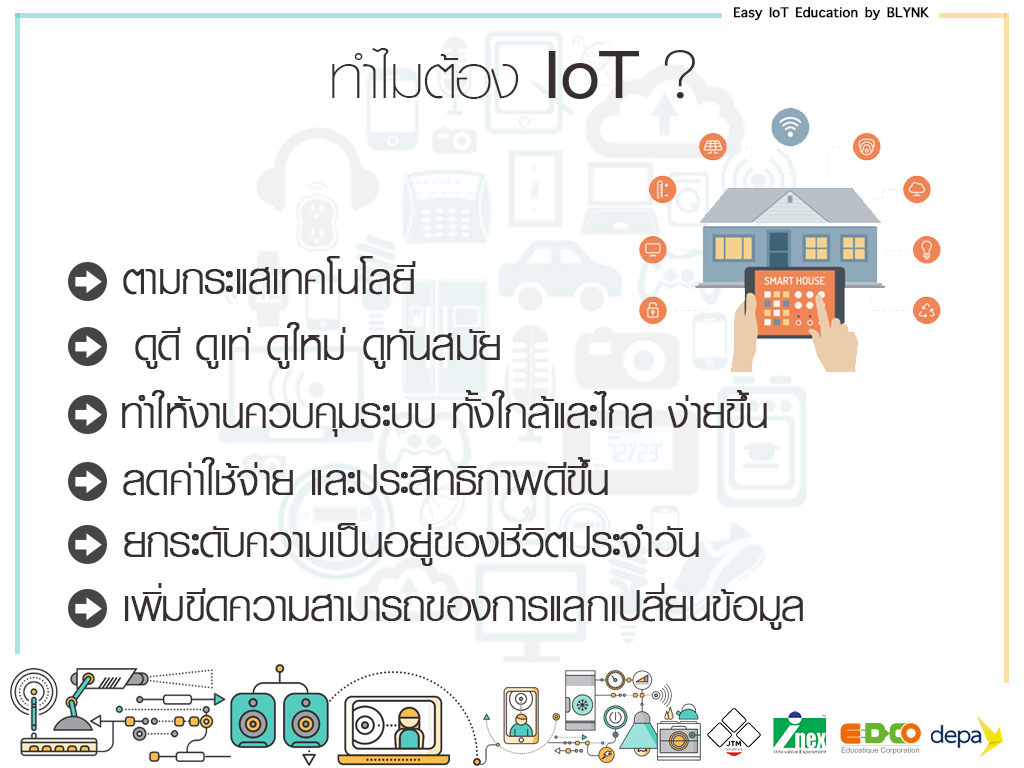 Easy IoT Education by BLYNK
ทำไมต้อง IoT ?
SMART HOUSE
ตามกระแสเทคโนโลยี
ดูดี ดูเท่ ดูใหม่ ดูทันสมัย
ทำให้งานควบคุมระบบ ทั้งใกล้และไกล ง่ายขึ้น
72/23°
ลดค่าใช้จ่าย และประสิทธิภาพดีขึ้น
ยกระดับความเป็นอยู่ของชีวิตประจำวัน
เพิ่มขีดความสามารถของการแลกเปลี่ยนข้อมูล
JTM
inex
Innovative Experiment
EDCO
Educatique Corporation
depa